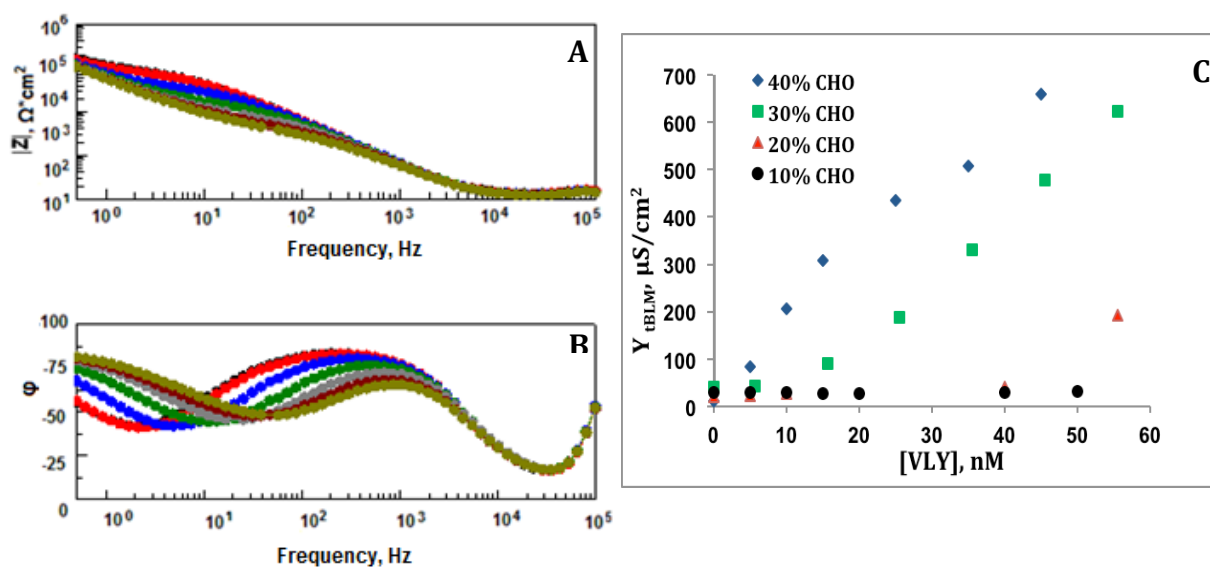 A
10⁶
10⁵
10⁴
10³
10²
10¹
|Z|, Ω*cm²
10⁰ 10¹ 10² 10³ 10⁴ 10⁵
Frequency, Hz
B
-100
-75
-50
-25
0
φ
10⁰ 10¹ 10² 10³ 10⁴ 10⁵
Frequency, Hz
C
40% CHO
30% CHO
20% CHO
10% CHO
700
600
500
400
300
200
100
0
Y tBLM, µS/cm²
0 10 20 30 40 50 60
[VLY], nM